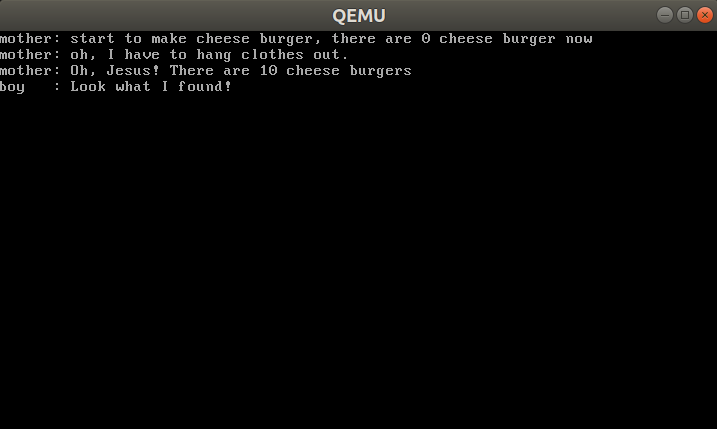 QEMU
mother: start to make cheese burger, there are 0 cheese burger now
mother: oh, I have to hang clothes out.
mother: Oh, Jesus! There are 10 cheese burgers
boy   : Look what I found!